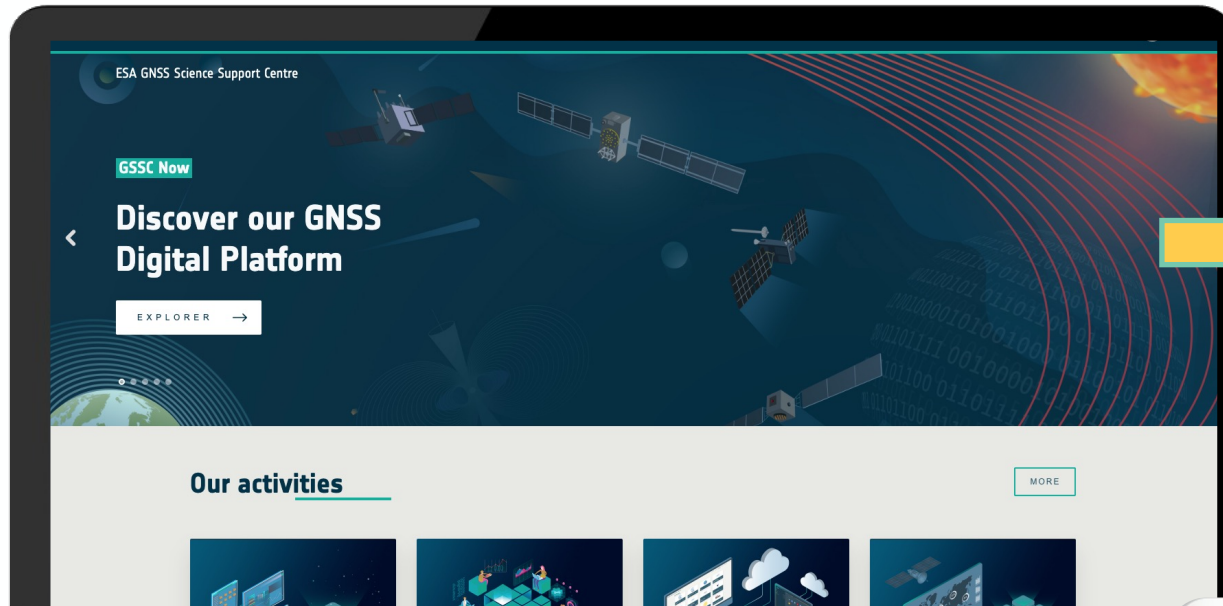 ESA GNSS Science Support Centre
GSSC Now
Discover our GNSS
Digital Platform
EXPLORER
Our activities
MORE